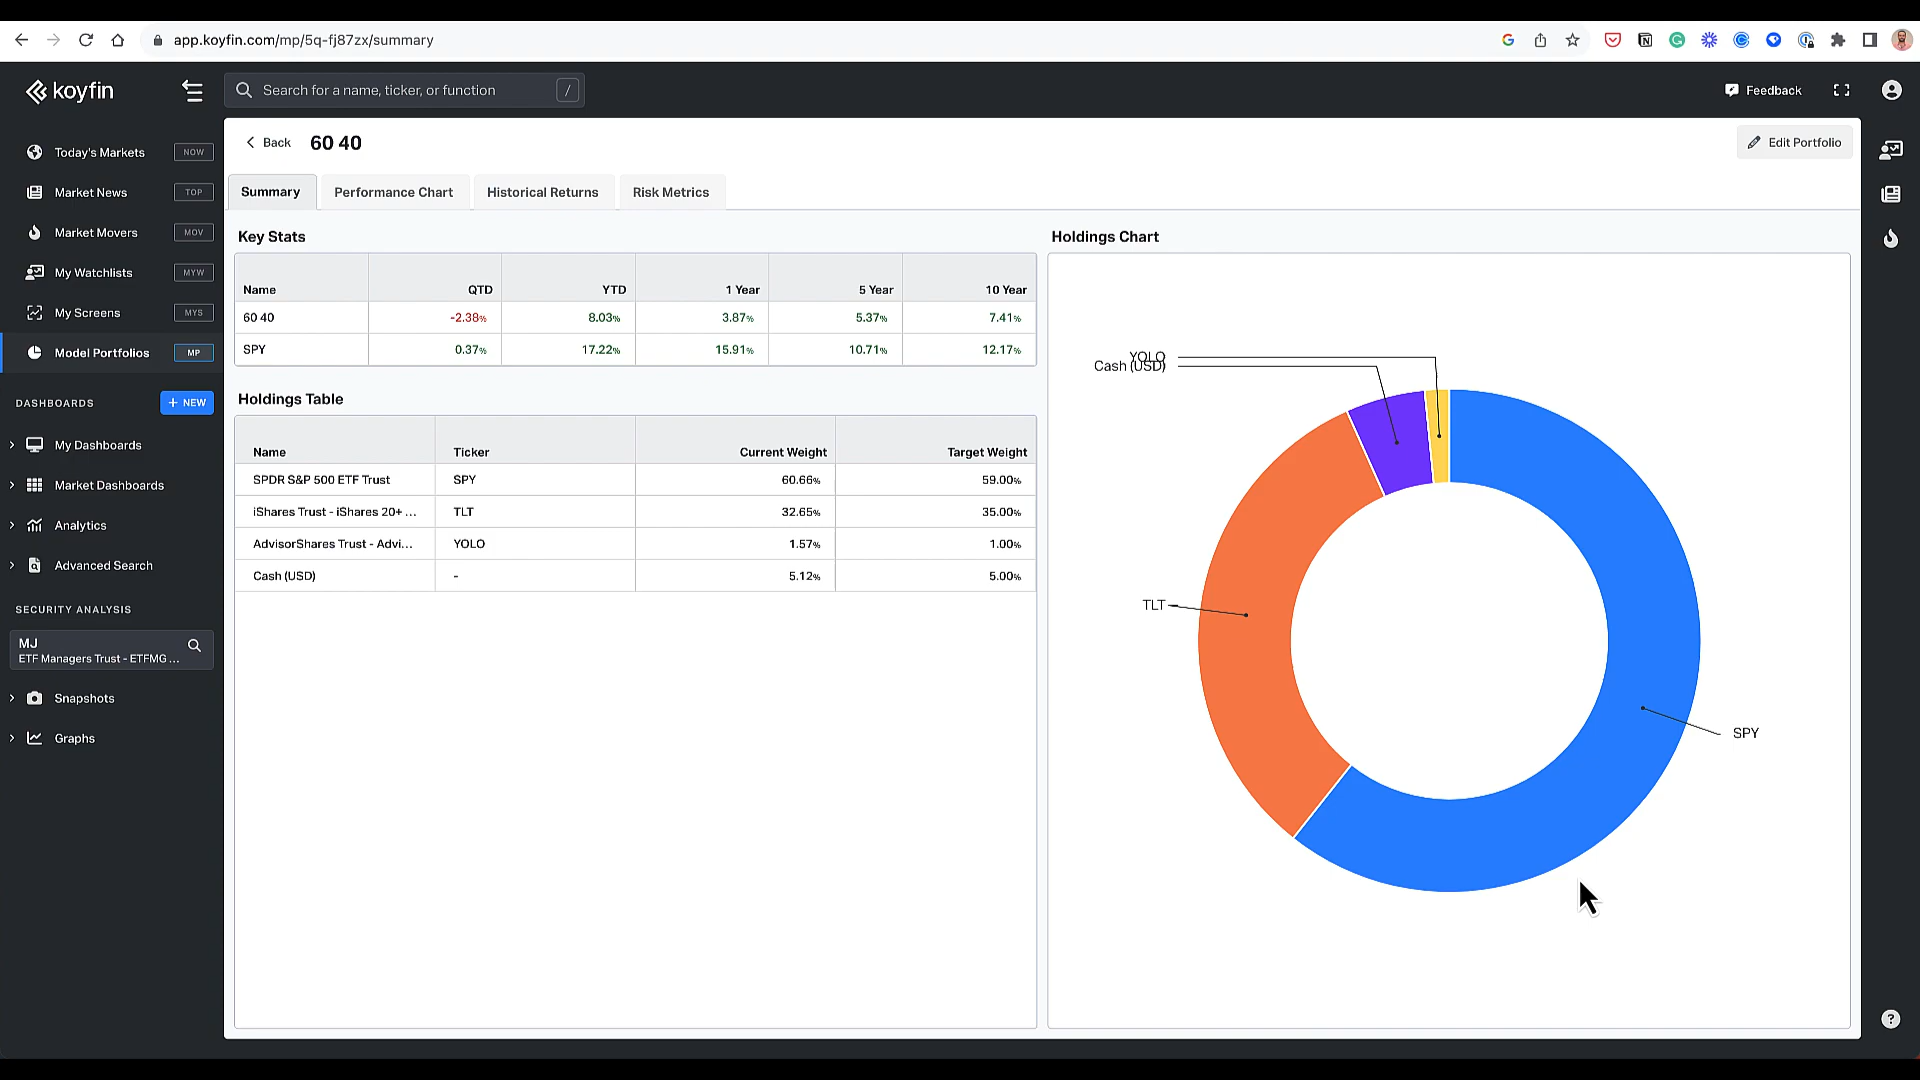 app.koyfin.com/mp/5q-fj87zx/summary
koyfin
Search for a name, ticker, or function /
Feedback
Today's Markets NOW
Market News TOP
Market Movers MOV
My Watchlists MYW
My Screens MYS
Model Portfolios MP
DASHBOARDS + NEW
My Dashboards
Market Dashboards
Analytics
Advanced Search
SECURITY ANALYSIS
MJ
ETF Managers Trust - ETFMG ...
Snapshots
Graphs
Back 60 40
Edit Portfolio
Summary Performance Chart Historical Returns Risk Metrics
Key Stats
Name QTD YTD 1 Year 5 Year 10 Year
60 40 -2.38% 8.03% 3.87% 5.37% 7.41%
SPY 0.37% 17.22% 15.91% 10.71% 12.17%
Holdings Table
Name Ticker Current Weight Target Weight
SPDR S&P 500 ETF Trust SPY 60.66% 59.00%
iShares Trust - iShares 20+ ... TLT 32.65% 35.00%
AdvisorShares Trust - Advi... YOLO 1.57% 1.00%
Cash (USD) - 5.12% 5.00%
Holdings Chart
YOLO
Cash (USD)
TLT
SPY